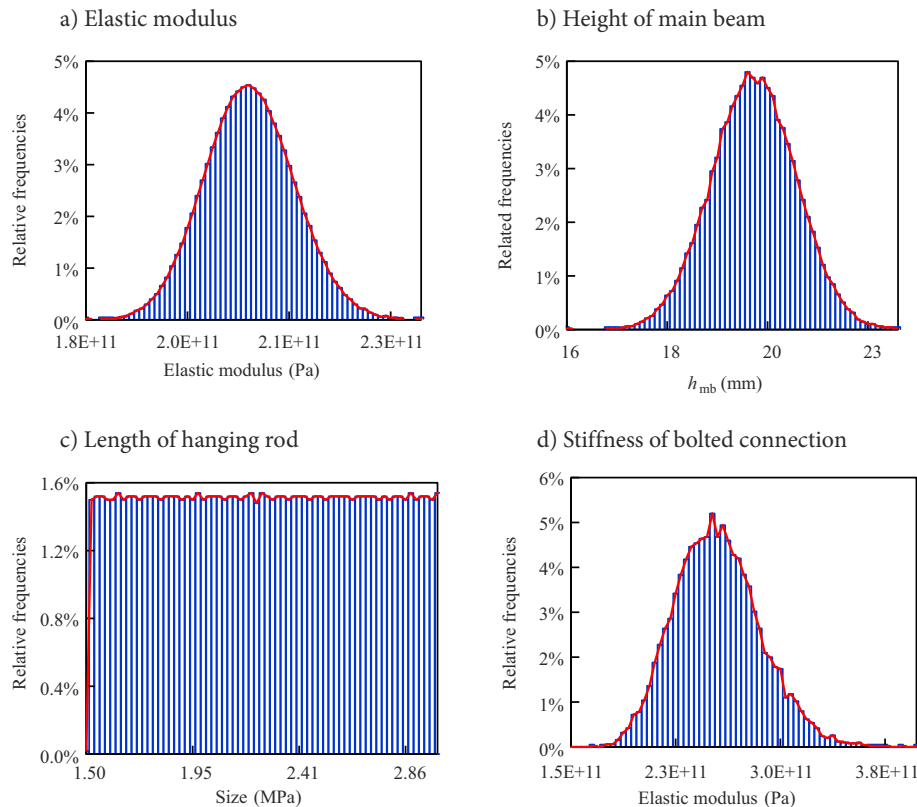 a) Elastic modulus
5%
4%
3%
2%
1%
0%
Relative frequencies
1.8E+11 2.0E+11 2.1E+11 2.3E+11
Elastic modulus (Pa)
b) Height of main beam
5%
4%
3%
2%
1%
0%
Related frequencies
16 18 20 23
h_mb (mm)
c) Length of hanging rod
1.6%
1.2%
0.8%
0.4%
0.0%
Relative frequencies
1.50 1.95 2.41 2.86
Size (MPa)
d) Stiffness of bolted connection
6%
5%
4%
3%
2%
1%
0%
Relative frequencies
1.5E+11 2.3E+11 3.0E+11 3.8E+11
Elastic modulus (Pa)